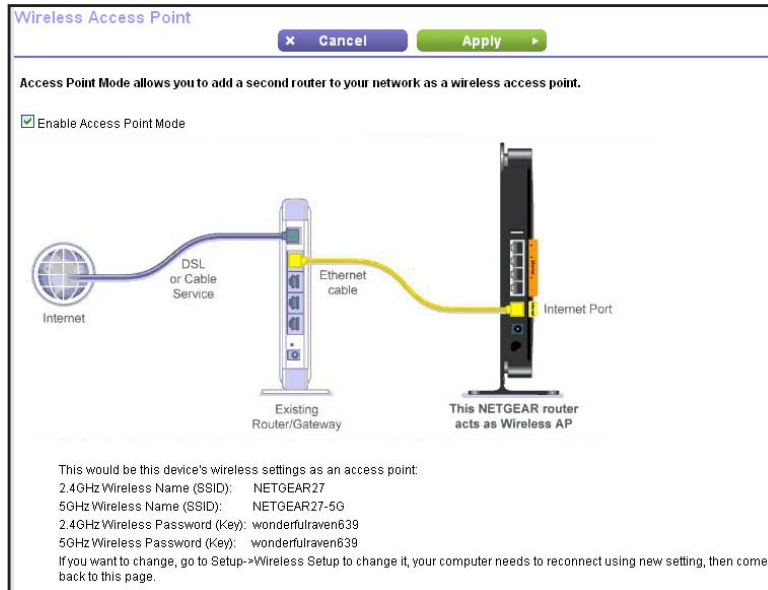 Wireless Access Point
Cancel
Apply
Access Point Mode allows you to add a second router to your network as a wireless access point.
Enable Access Point Mode
Internet
DSL
or Cable
Service
Ethernet
cable
Internet Port
Existing
Router/Gateway
This NETGEAR router
acts as Wireless AP
This would be this device's wireless settings as an access point:
2.4GHz Wireless Name (SSID): NETGEAR27
5GHz Wireless Name (SSID): NETGEAR27-5G
2.4GHz Wireless Password (Key): wonderfulraven639
5GHz Wireless Password (Key): wonderfulraven639
If you want to change, go to Setup->Wireless Setup to change it, your computer needs to reconnect using new setting, then come
back to this page.